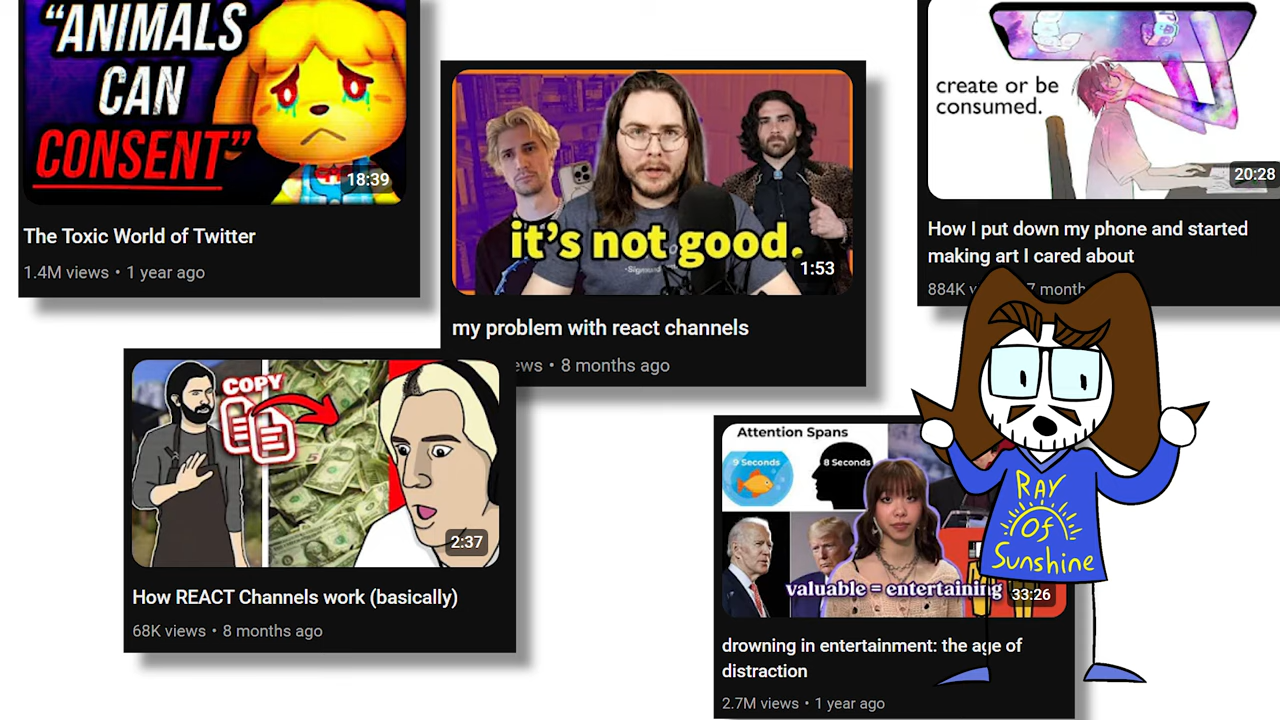 “ANIMALS
CAN
CONSENT”
18:39
The Toxic World of Twitter
1.4M views • 1 year ago
it’s not good.
1:53
my problem with react channels
ews • 8 months ago
create or be
consumed.
20:28
How I put down my phone and started
making art I cared about
884K v 7 month
COPY
2:37
How REACT Channels work (basically)
68K views • 8 months ago
Attention Spans
9 Seconds
8 Seconds
valuable = entertaining
33:26
drowning in entertainment: the age of
distraction
2.7M views • 1 year ago
RAY
Of
Sunshine